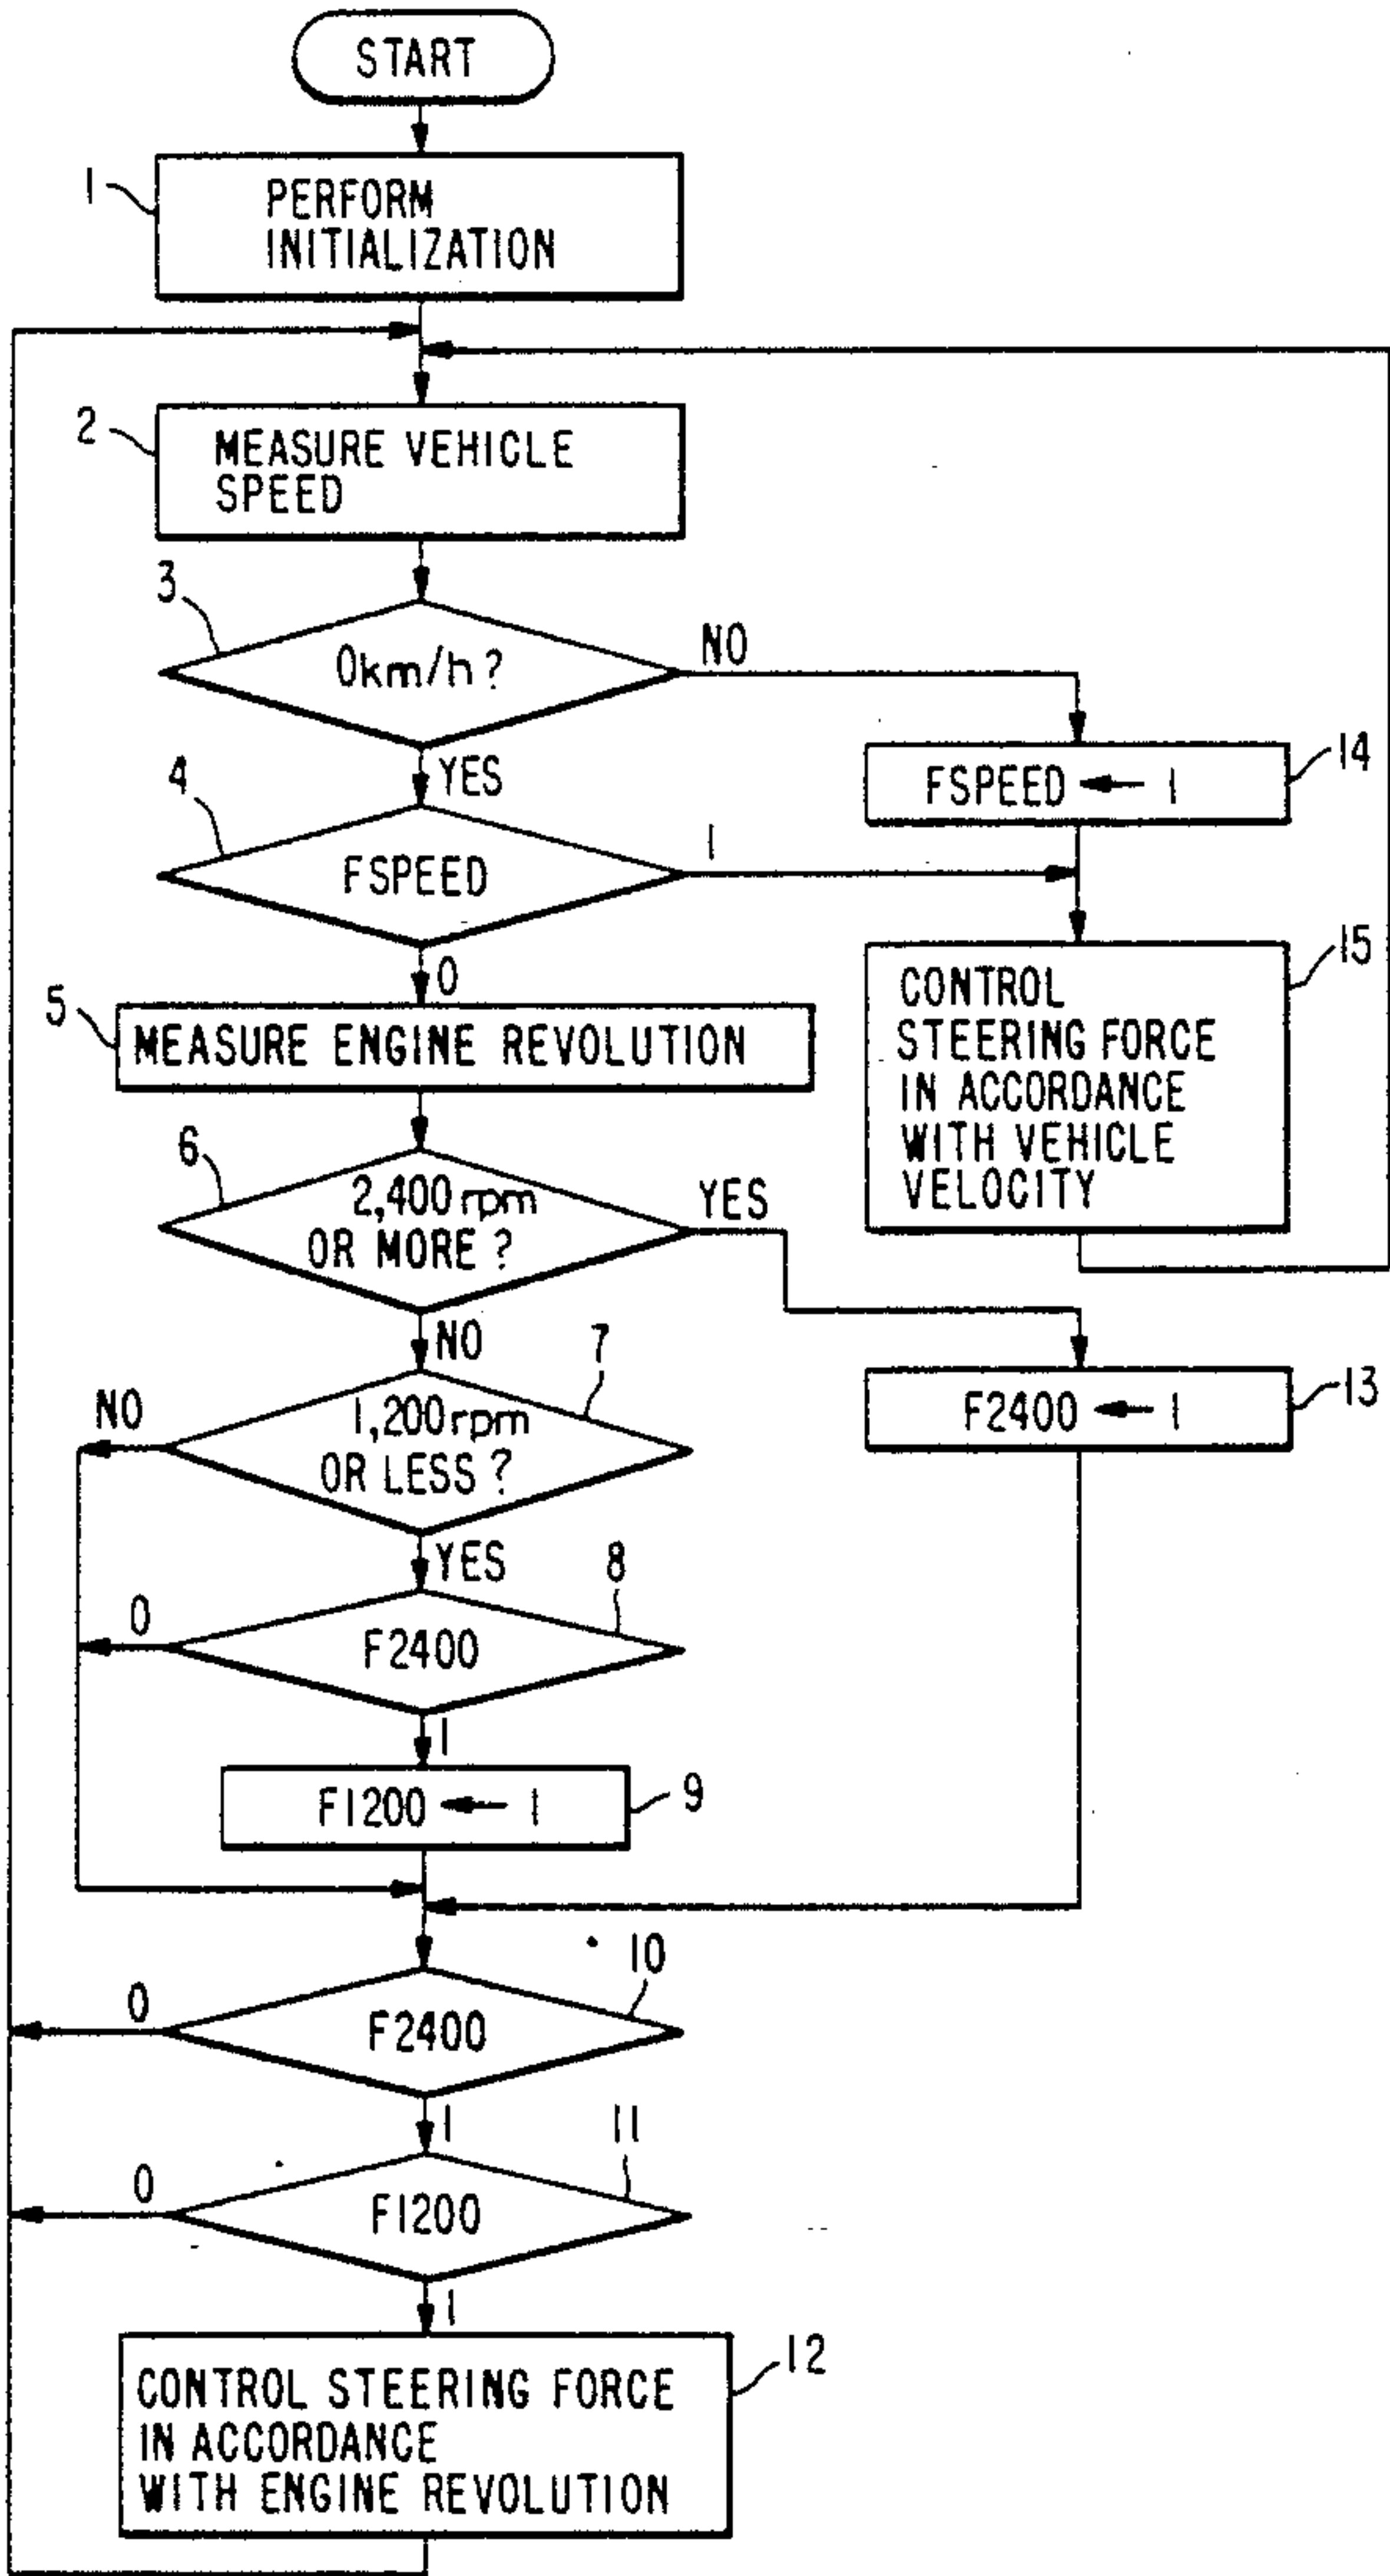 START
1
PERFORM
INITIALIZATION
2
MEASURE VEHICLE
SPEED
3
0km/h?
NO
YES
14
FSPEED ← 1
4
FSPEED
1
0
15
CONTROL
STEERING FORCE
IN ACCORDANCE
WITH VEHICLE
VELOCITY
5
MEASURE ENGINE REVOLUTION
6
2,400 rpm
OR MORE?
YES
NO
13
F2400 ← 1
7
1,200 rpm
OR LESS?
NO
YES
8
F2400
0
1
9
F1200 ← 1
10
F2400
0
1
11
F1200
0
1
12
CONTROL STEERING FORCE
IN ACCORDANCE
WITH ENGINE REVOLUTION